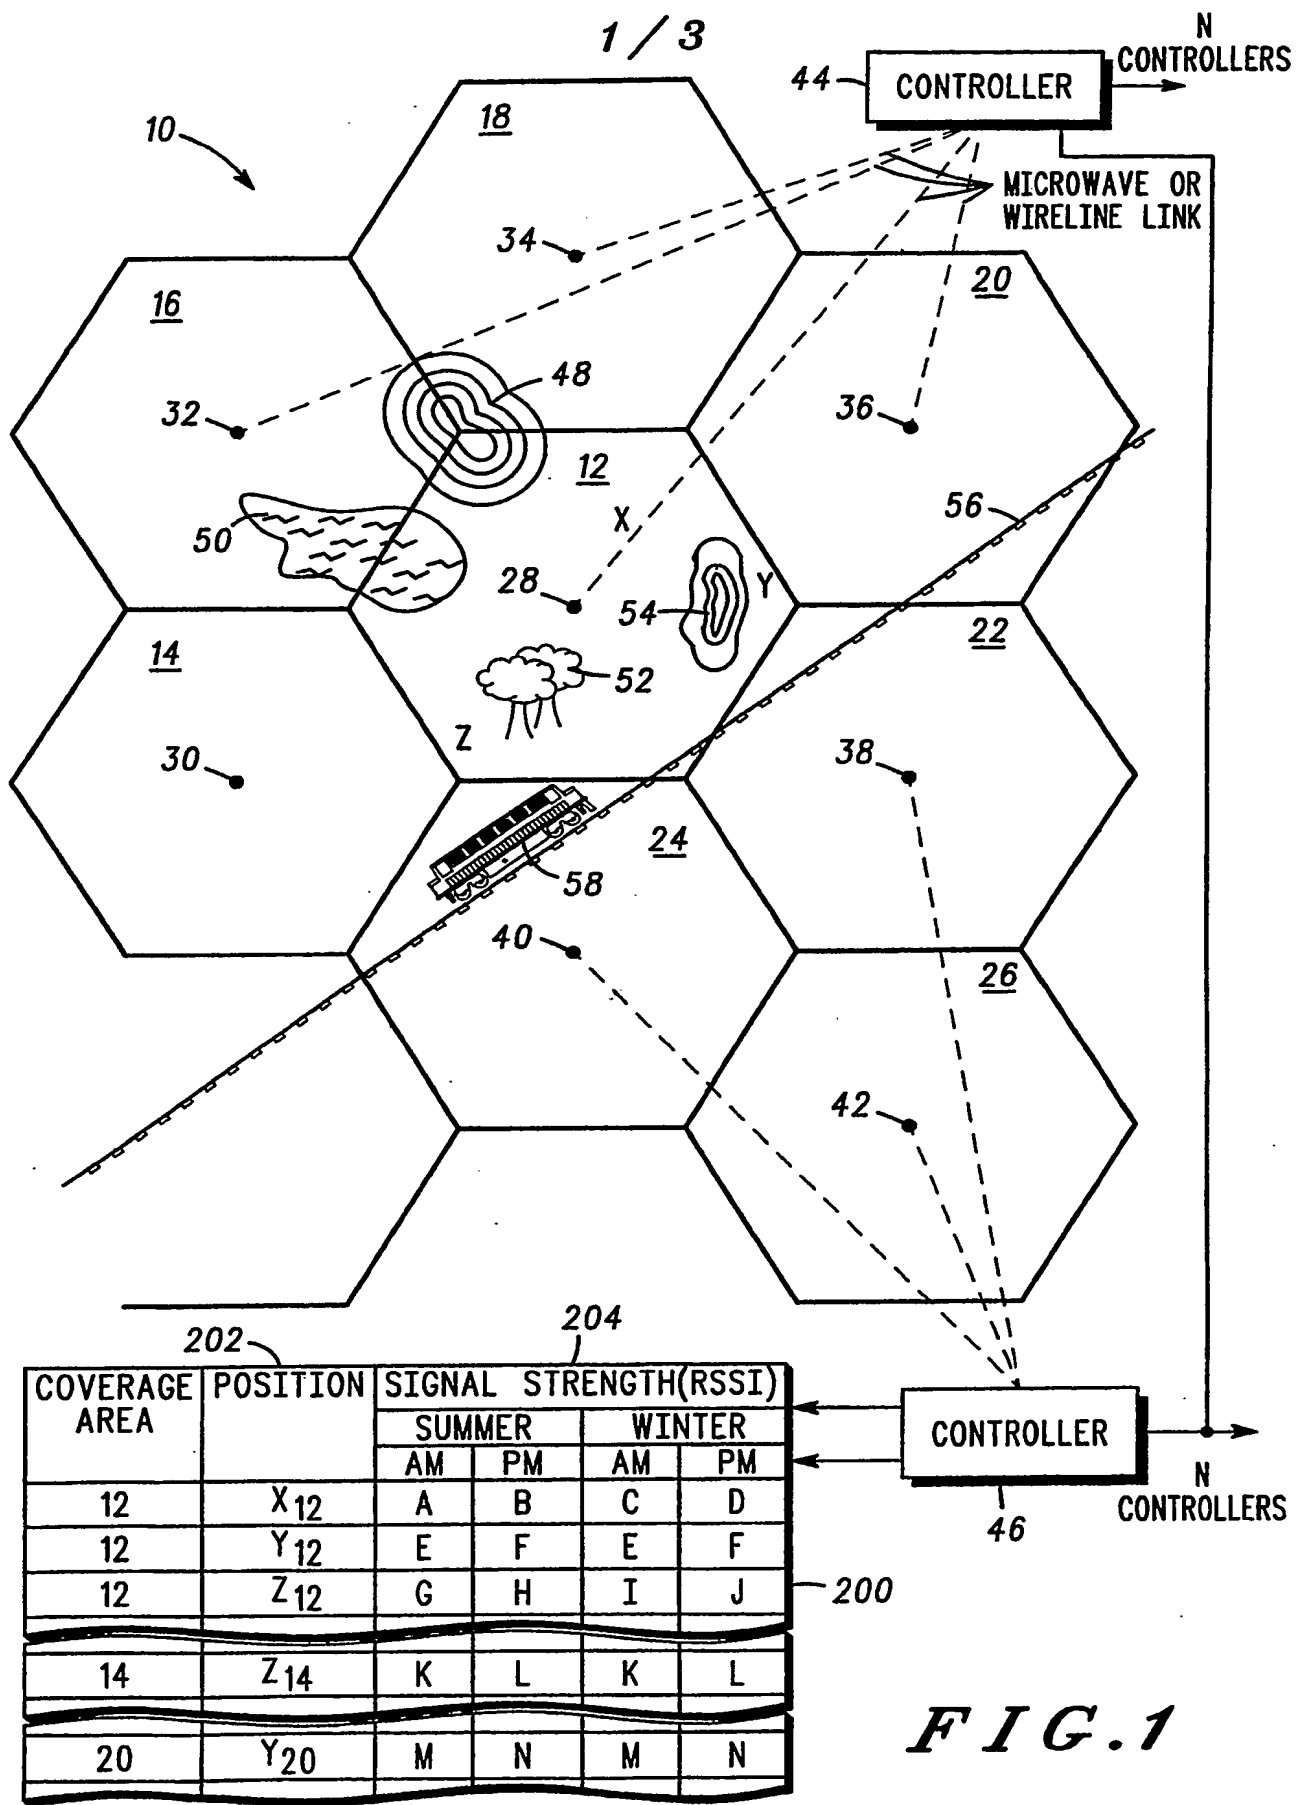 1/3
N
CONTROLLERS
44
CONTROLLER
18
10
MICROWAVE OR
WIRELINE LINK
34
20
16
48
32
36
12
56
X
50
28
Y
54
22
14
52
Z
30
38
24
58
40
26
42
204
202
COVERAGE AREA POSITION SIGNAL STRENGTH(RSSI)
SUMMER WINTER
AM PM AM PM
12 X12 A B C D
12 Y12 E F E F
12 Z12 G H I J
14 Z14 K L K L
20 Y20 M N M N
CONTROLLER
N
CONTROLLERS
46
200
FIG.1